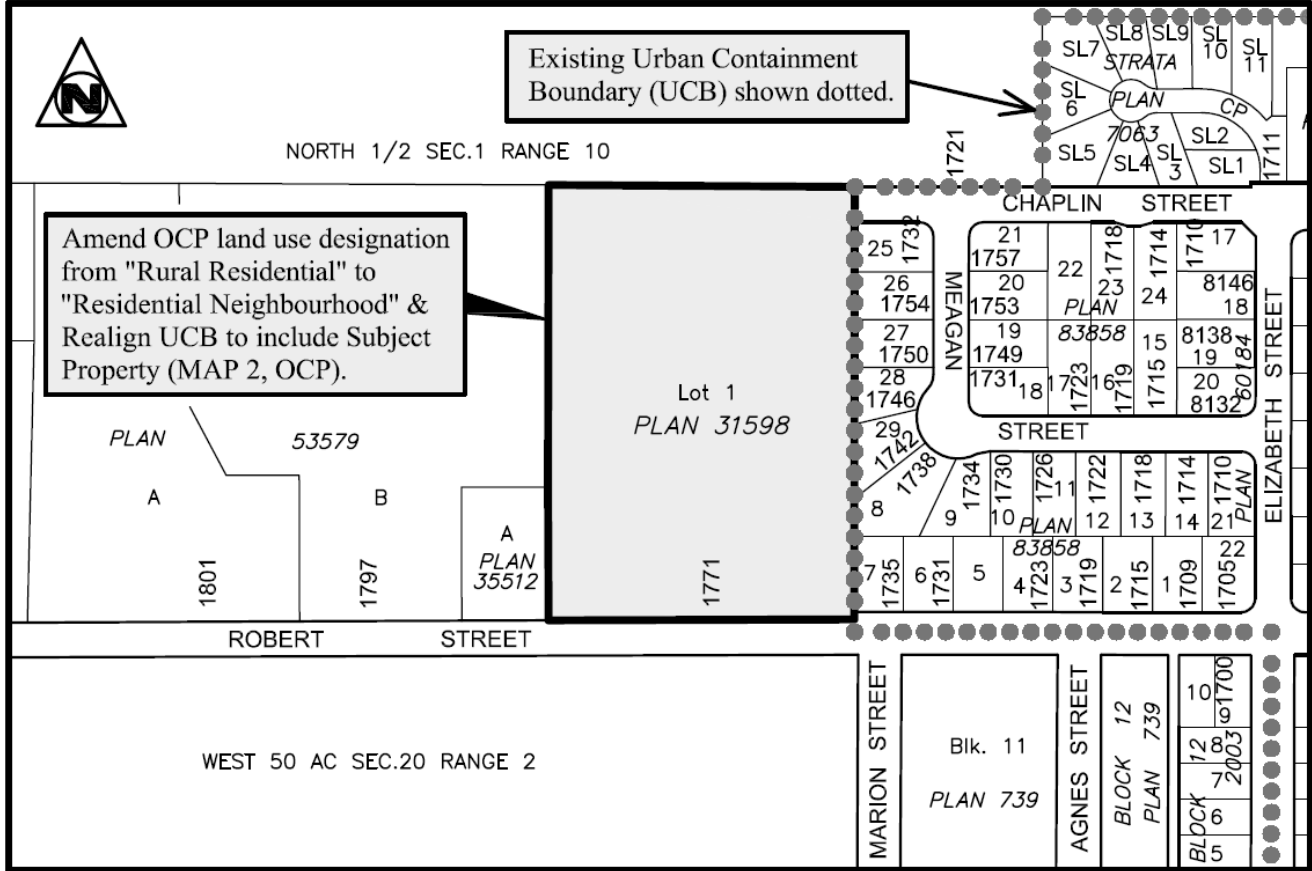 SL7
SL8
SL9
SL
10
SL
11
STRATA
SL
6
PLAN
CP
7063
SL2
SL5
SL4
SL
3
SL1
1711
Existing Urban Containment
Boundary (UCB) shown dotted.
N
NORTH 1/2 SEC.1 RANGE 10
1721
CHAPLIN STREET
Amend OCP land use designation
from "Rural Residential" to
"Residential Neighbourhood" &
Realign UCB to include Subject
Property (MAP 2, OCP).
25
1732
26
1754
27
1750
28
1746
29
1742
1738
8
MEAGAN
21
1757
20
1753
19
1749
1731
18
22
1718
23
PLAN
83858
17
1723
16
1719
1714
24
15
1715
1710
17
8146
18
8138
19
20
8132
60184
ELIZABETH STREET
STREET
Lot 1
PLAN 31598
1771
PLAN 53579
A
1801
B
1797
A
PLAN
35512
9
1734
10
1730
1726
11
1722
12
1718
13
1714
14
1710
21
PLAN
PLAN
83858
7
1735
6
1731
5
4
1723
3
1719
2
1715
1
1709
1705
22
ROBERT STREET
WEST 50 AC SEC.20 RANGE 2
MARION STREET
Blk. 11
PLAN 739
AGNES STREET
BLOCK 12
PLAN 739
10
1700
9
12
8
2003
7
BLOCK
6
5